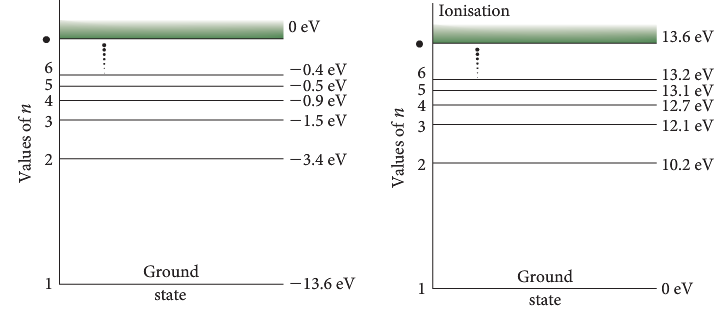 0 eV
6
−0.4 eV
5
−0.5 eV
4
−0.9 eV
3
−1.5 eV
2
−3.4 eV
Values of n
Ground
state
1
−13.6 eV
Ionisation
13.6 eV
6
13.2 eV
5
13.1 eV
4
12.7 eV
3
12.1 eV
2
10.2 eV
Values of n
Ground
state
1
0 eV